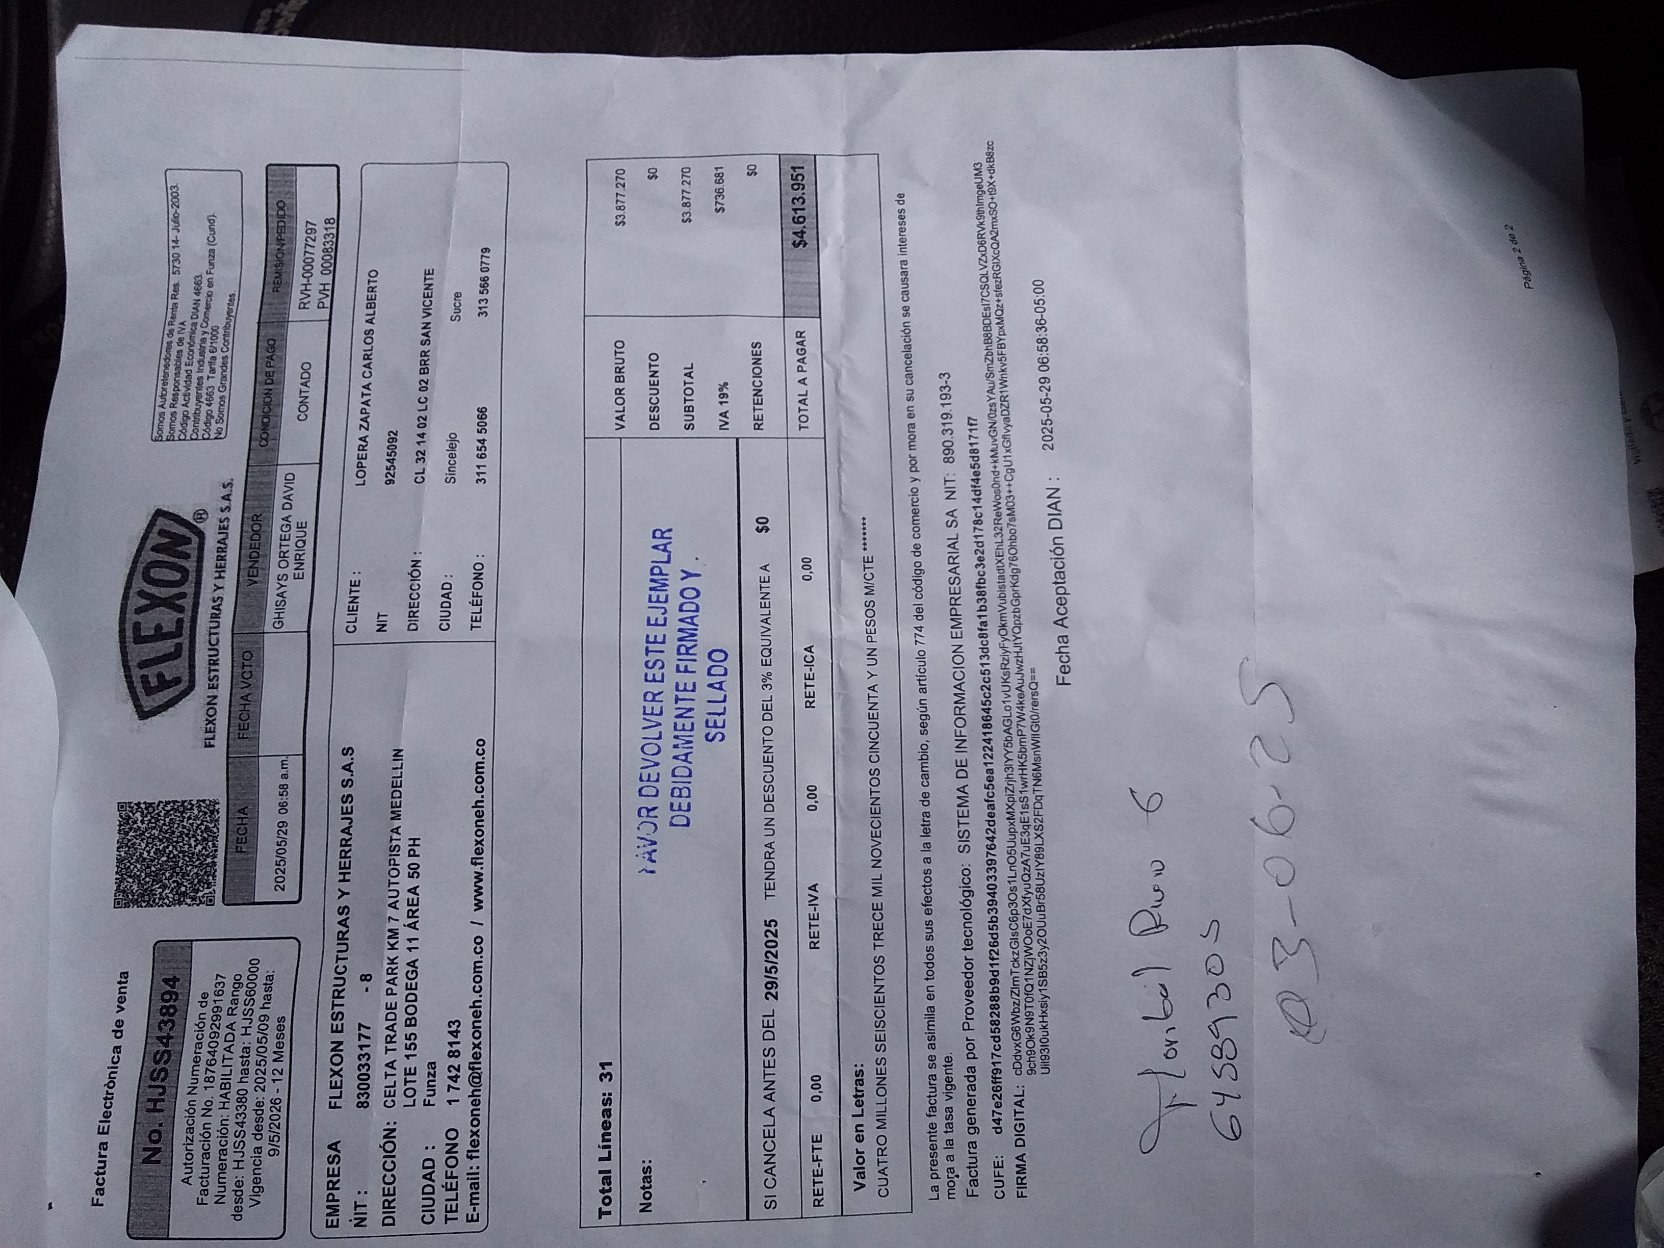 Factura Electrónica de venta
No. HJSS43894
Autorización Numeración de
Facturación No. 18764092991637
Numeración: HABILITADA Rango
desde: HJSS43380 hasta: HJSS60000
Vigencia desde: 2025/05/09 hasta:
9/5/2026 - 12 Meses
FLEXON
®
FLEXON ESTRUCTURAS Y HERRAJES S.A.S.
Somos Autoretenedores de Renta Res. 5730 14- Julio-2003.
Somos Responsables de IVA
Código Actividad Económica DIAN 4663.
Contribuyentes Industria y Comercio en Funza (Cund).
Código 4663 Tarifa 6/1000
No Somos Grandes Contribuyentes.
FECHA FECHA VCTO VENDEDOR CONDICION DE PAGO REMISION/PEDIDO
2025/05/29 06:58 a.m. GHISAYS ORTEGA DAVID ENRIQUE CONTADO RVH-00077297
PVH 00083318
EMPRESA FLEXON ESTRUCTURAS Y HERRAJES S.A.S
NIT : 830033177 - 8
DIRECCIÓN: CELTA TRADE PARK KM 7 AUTOPISTA MEDELLIN
LOTE 155 BODEGA 11 ÁREA 50 PH
CIUDAD : Funza
TELÉFONO 1 742 8143
E-mail: flexoneh@flexoneh.com.co / www.flexoneh.com.co
CLIENTE : LOPERA ZAPATA CARLOS ALBERTO
NIT 92545092
DIRECCIÓN : CL 32 14 02 LC 02 BRR SAN VICENTE
CIUDAD : Sincelejo Sucre
TELÉFONO : 311 654 5066 313 566 0779
Total Líneas: 31
Notas:
FAVOR DEVOLVER ESTE EJEMPLAR
DEBIDAMENTE FIRMADO Y
SELLADO
VALOR BRUTO $3.877.270
DESCUENTO $0
SUBTOTAL $3.877.270
IVA 19% $736.681
RETENCIONES $0
SI CANCELA ANTES DEL 29/5/2025 TENDRA UN DESCUENTO DEL 3% EQUIVALENTE A $0
RETE-FTE 0,00 RETE-IVA 0,00 RETE-ICA 0,00 TOTAL A PAGAR $4.613.951
Valor en Letras:
CUATRO MILLONES SEISCIENTOS TRECE MIL NOVECIENTOS CINCUENTA Y UN PESOS M/CTE *******
La presente factura se asimila en todos sus efectos a la letra de cambio, según artículo 774 del código de comercio y por mora en su cancelación se causara intereses de
mora a la tasa vigente.
Factura generada por Proveedor tecnológico: SISTEMA DE INFORMACION EMPRESARIAL SA NIT: 890.319.193-3
CUFE:
FIRMA DIGITAL:
Fecha Aceptación DIAN : 2025-05-29 06:58:36-05:00
64589305
03-06-25
Página 2 de 2